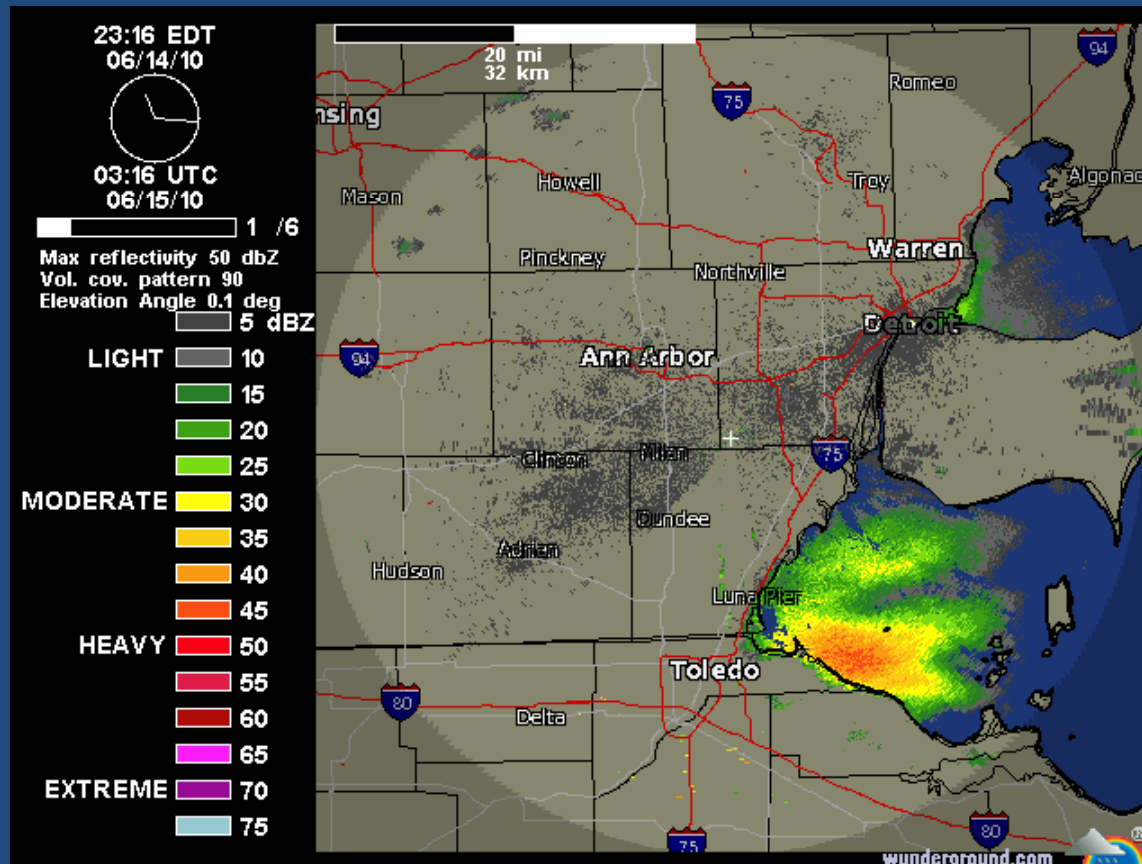 23:16 EDT
06/14/10
03:16 UTC
06/15/10
1 /6
Max reflectivity 50 dbZ
Vol. cov. pattern 90
Elevation Angle 0.1 deg
5 dBZ
LIGHT 10
15
20
25
MODERATE 30
35
40
45
HEAVY 50
55
60
65
EXTREME 70
75
20 mi
32 km
94
75
Romeo
nsing
Mason
Howell
Troy
Algonac
Pinckney
Northville
Warren
Detroit
94
Ann Arbor
75
Clinton
Milan
Dundee
Adrian
Hudson
Luna Pier
Toledo
80
Delta
75
80
wunderground.com
®